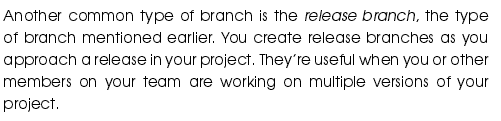 Another common type of branch is the release branch, the type
of branch mentioned earlier. You create release branches as you
approach a release in your project. They're useful when you or other
members on your team are working on multiple versions of your
project.